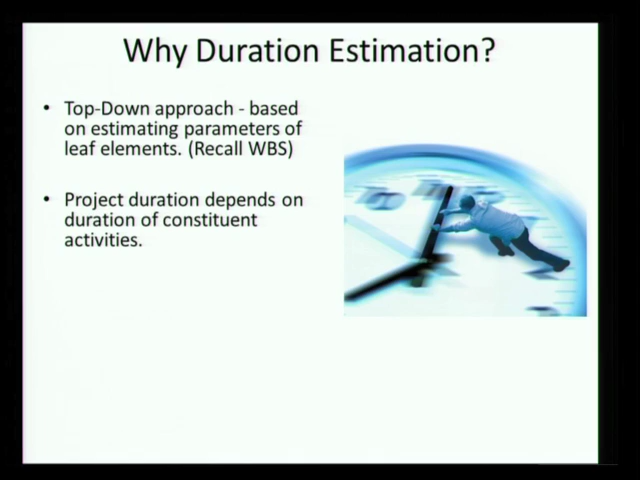 Why Duration Estimation?
• Top-Down approach - based
on estimating parameters of
leaf elements. (Recall WBS)
• Project duration depends on
duration of constituent
activities.